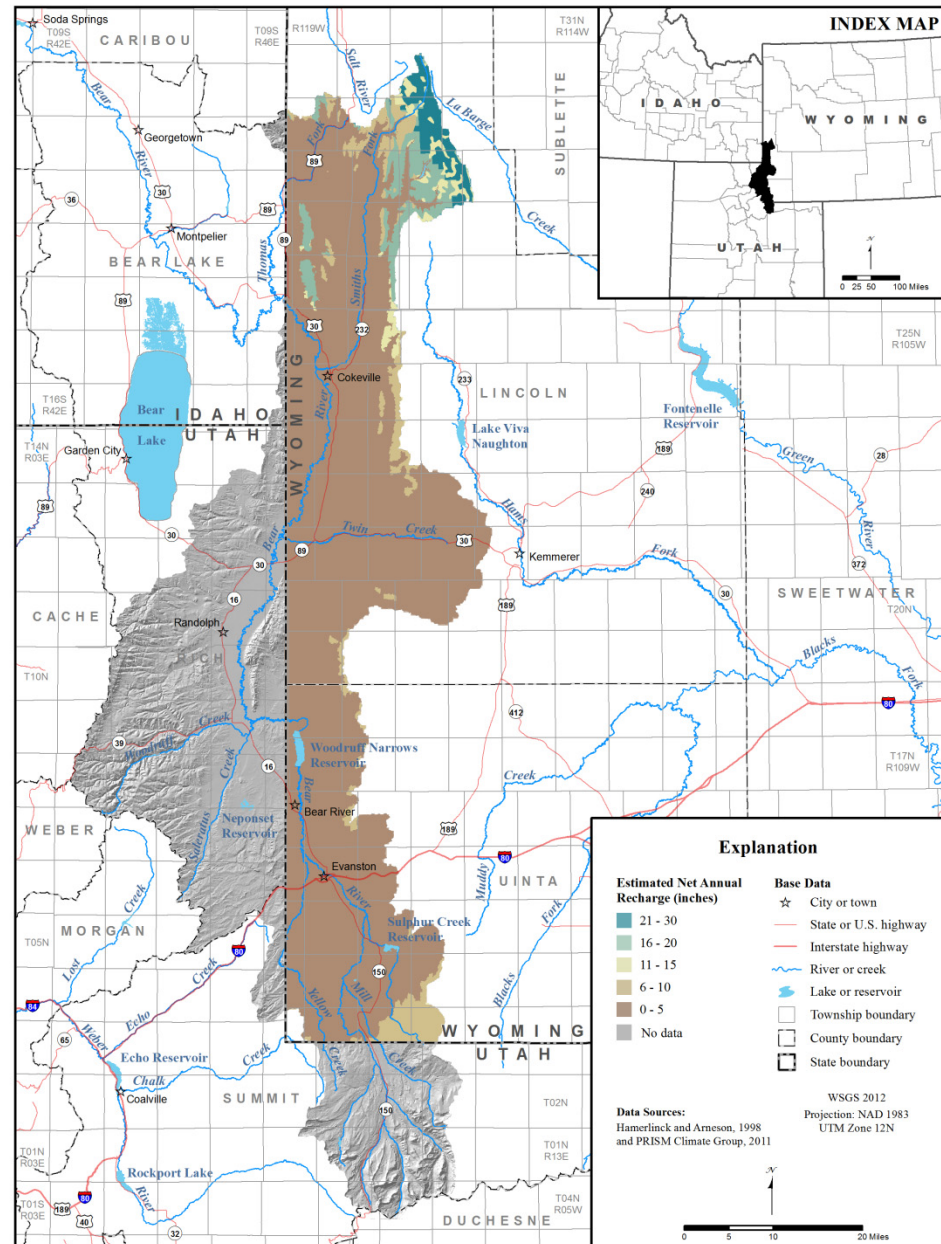 Soda Springs
T09S
R42E
CARIBOU
T09S
R46E
R119W
Salt
River
T31N
R114W
SUBLETTE
INDEX MAP
IDAHO
WYOMING
UTAH
N
0 25 50 100 Miles
Bear
River
Georgetown
30
36
Montpelier
89
BEAR LAKE
89
Thomas
Fork
89
89
Smiths
Fork
La Barge
Creek
30
232
Cokeville
River
T25N
R105W
233
LINCOLN
Fontenelle
Reservoir
Lake Viva
Naughton
T16S
R42E
Bear
Lake
IDAHO
UTAH
WYOMING
T14N
R03E
Garden City
89
30
189
240
28
Green
River
Hams
Fork
Bear
Twin Creek
30
89
30
Kemmerer
372
CACHE
16
Randolph
RICH
189
30
SWEETWATER
T20N
T10N
Blacks
Fork
80
412
39
Woodruff
Creek
Creek
Saleratus
16
Woodruff Narrows
Reservoir
Bear
Creek
T17N
R109W
Neponset
Reservoir
Bear River
WEBER
189
80
Evanston
Muddy
UINTA
Lost
Creek
MORGAN
T05N
River
Sulphur Creek
Reservoir
80
150
Fork
Blacks
84
Echo
Creek
Yellow
Creek
Mill
Creek
Weber
65
WYOMING
UTAH
Echo Reservoir
Chalk
Creek
Coalville
SUMMIT
150
T02N
T01N
R03E
T01N
R13E
Rockport Lake
River
80
T01S
R03E
189
40
32
DUCHESNE
T04N
R05W
Explanation
Estimated Net Annual
Recharge (inches)
21 - 30
16 - 20
11 - 15
6 - 10
0 - 5
No data
Base Data
City or town
State or U.S. highway
Interstate highway
River or creek
Lake or reservoir
Township boundary
County boundary
State boundary
Data Sources:
Hamerlinck and Arneson, 1998
and PRISM Climate Group, 2011
WSGS 2012
Projection: NAD 1983
UTM Zone 12N
N
0 5 10 20 Miles